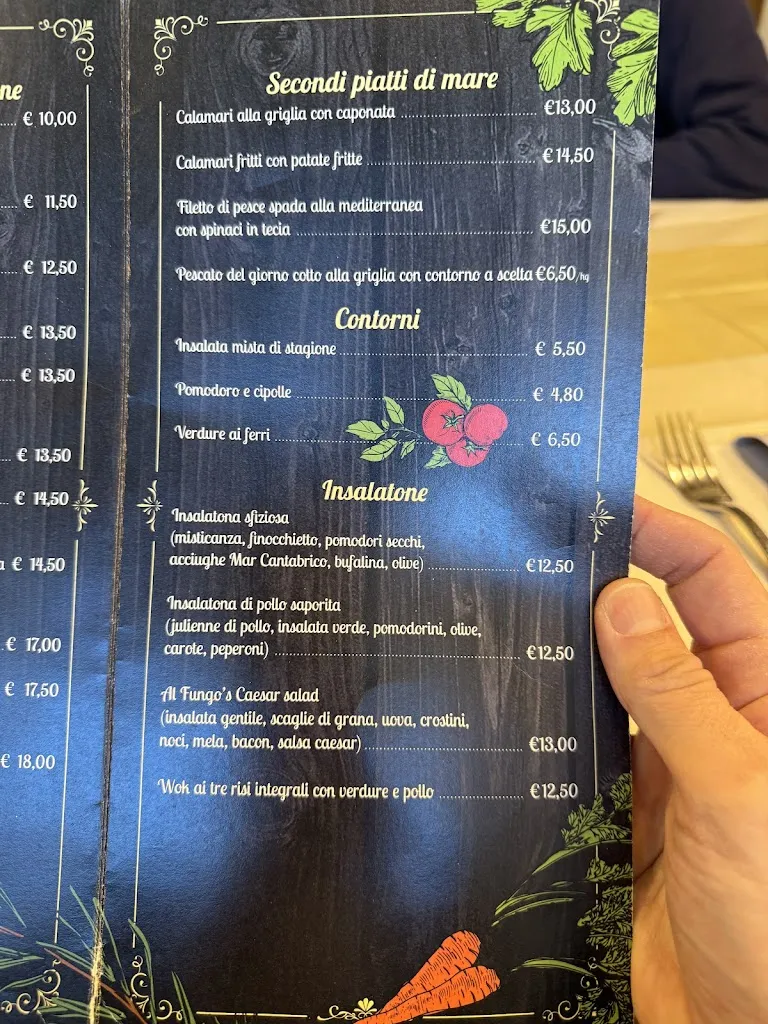 ne
€ 10,00
€ 11,50
€ 12,50
€ 13,50
€ 13,50
€ 13,50
€ 14,50
a € 14,50
€ 17,00
€ 17,50
€ 18,00
Secondi piatti di mare
Calamari alla griglia con caponata €13,00
Calamari fritti con patate fritte €14,50
Filetto di pesce spada alla mediterranea
con spinaci in tecia €15,00
Pescato del giorno cotto alla griglia con contorno a scelta €6,50/hg
Contorni
Insalata mista di stagione € 5,50
Pomodoro e cipolle € 4,80
Verdure ai ferri € 6,50
Insalatone
Insalatona sfiziosa
(misticanza, finocchietto, pomodori secchi,
acciughe Mar Cantabrico, bufalina, olive) €12,50
Insalatona di pollo saporita
(julienne di pollo, insalata verde, pomodorini, olive,
carote, peperoni) €12,50
Al Fungo's Caesar salad
(insalata gentile, scaglie di grana, uova, crostini,
noci, mela, bacon, salsa caesar) €13,00
Wok ai tre risi integrali con verdure e pollo €12,50